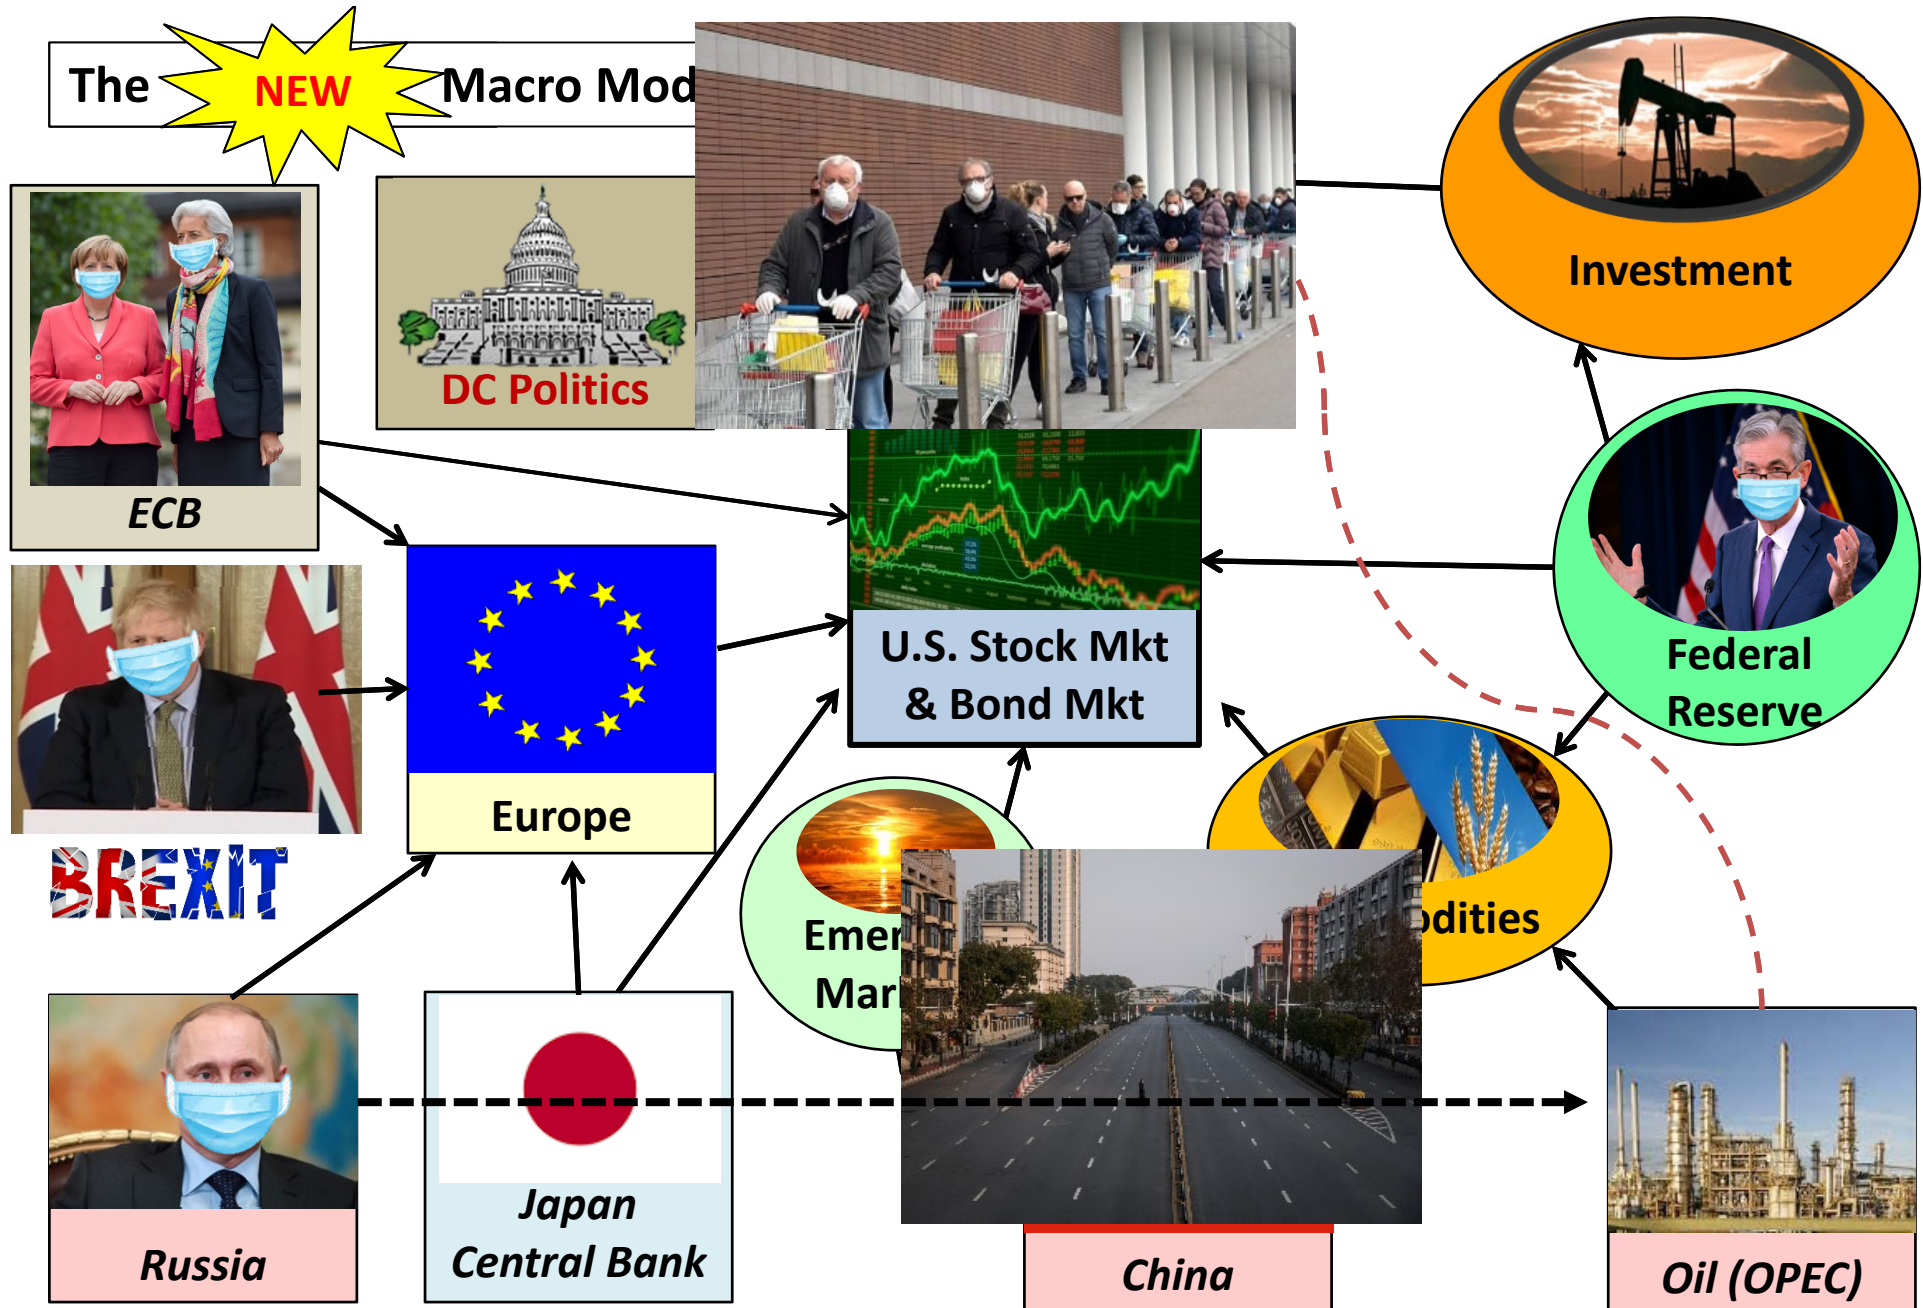 The NEW Macro Mod
DC Politics
Investment
ECB
U.S. Stock Mkt
& Bond Mkt
Federal
Reserve
Europe
BREXIT
Emer
Mar
odities
Russia
Japan
Central Bank
China
Oil (OPEC)